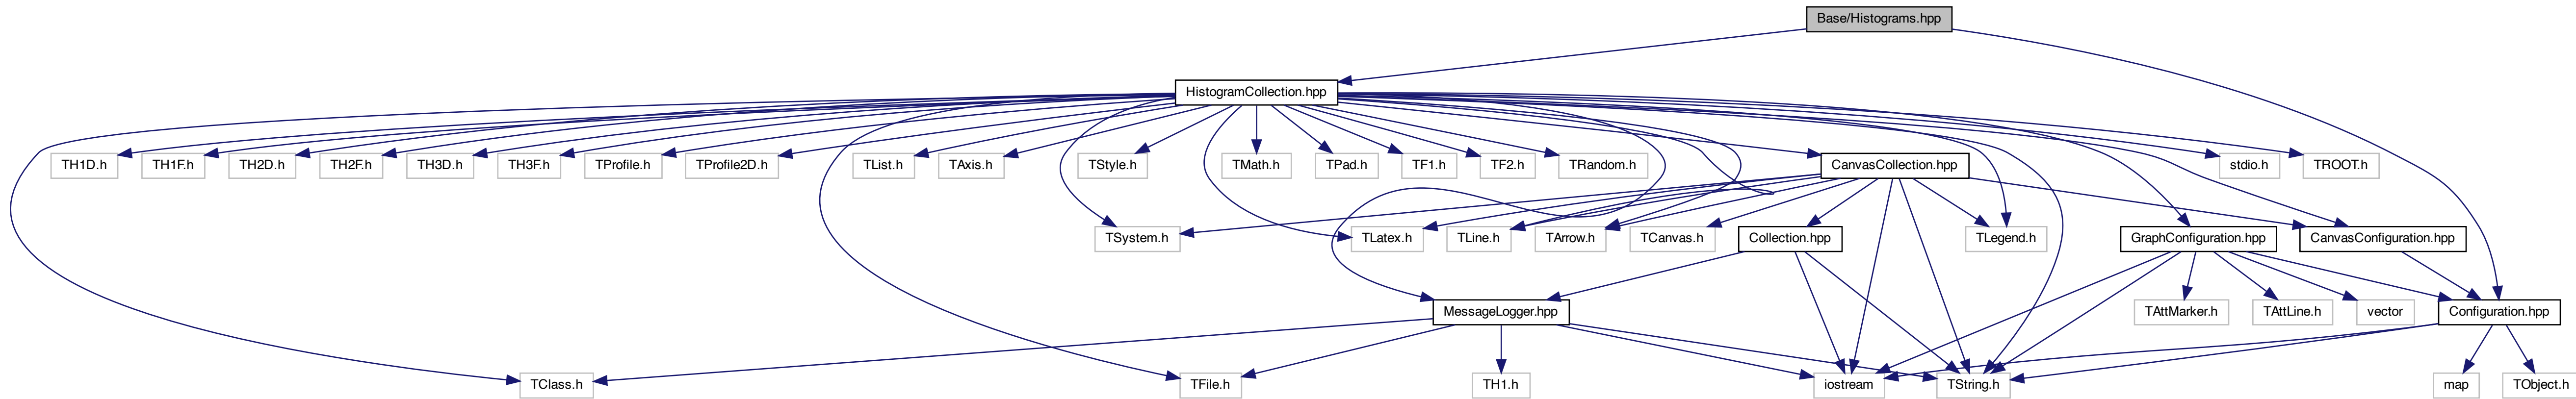 Base/Histograms.hpp
HistogramCollection.hpp
TH1D.h
TH1F.h
TH2D.h
TH2F.h
TH3D.h
TH3F.h
TProfile.h
TProfile2D.h
TList.h
TAxis.h
TStyle.h
TMath.h
TPad.h
TF1.h
TF2.h
TRandom.h
CanvasCollection.hpp
stdio.h
TROOT.h
TSystem.h
TLatex.h
TLine.h
TArrow.h
TCanvas.h
Collection.hpp
TLegend.h
GraphConfiguration.hpp
CanvasConfiguration.hpp
MessageLogger.hpp
TAttMarker.h
TAttLine.h
vector
Configuration.hpp
TClass.h
TFile.h
TH1.h
iostream
TString.h
map
TObject.h